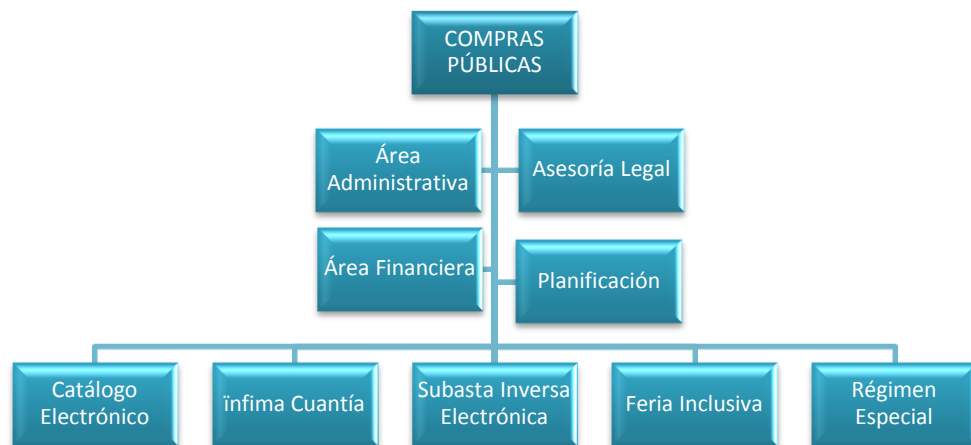 COMPRAS
PÚBLICAS
Área
Administrativa
Asesoría Legal
Área Financiera
Planificación
Catálogo
Electrónico
ïnfima Cuantía
Subasta Inversa
Electrónica
Feria Inclusiva
Régimen
Especial